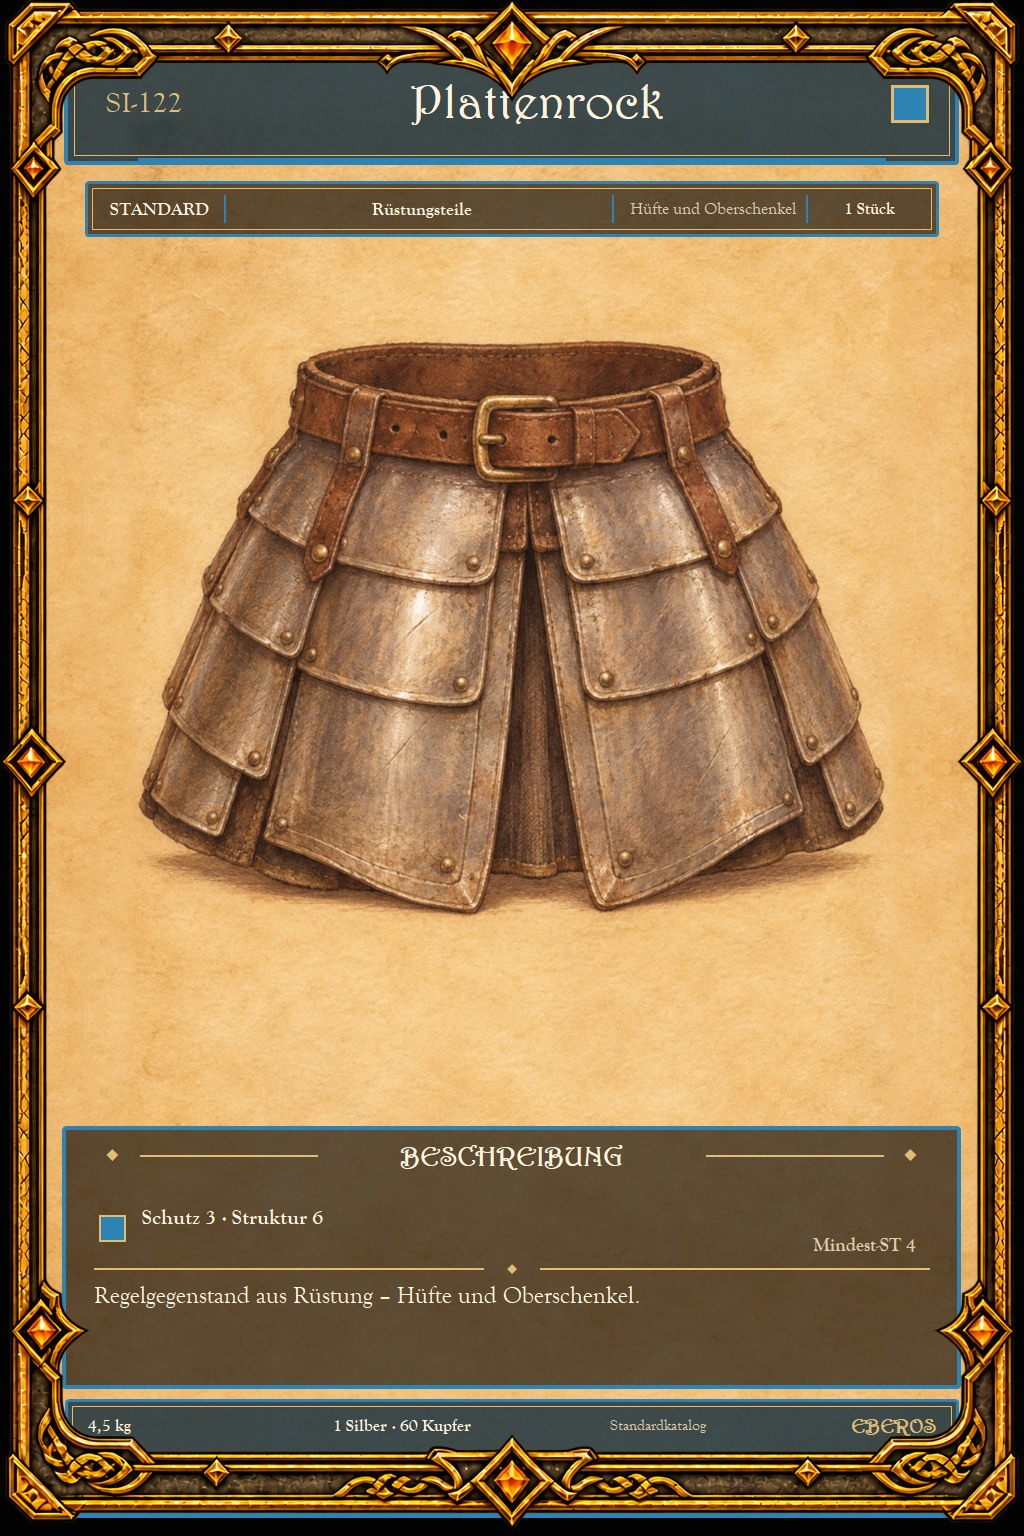 SI-122
Plattenrock
STANDARD
Rüstungsteile
Hüfte und Oberschenkel
1 Stück
BESCHREIBUNG
Schutz 3 · Struktur 6
Mindest-ST 4
Regelgegenstand aus Rüstung – Hüfte und Oberschenkel.
4,5 kg
1 Silber · 60 Kupfer
Standardkatalog
EBEROS